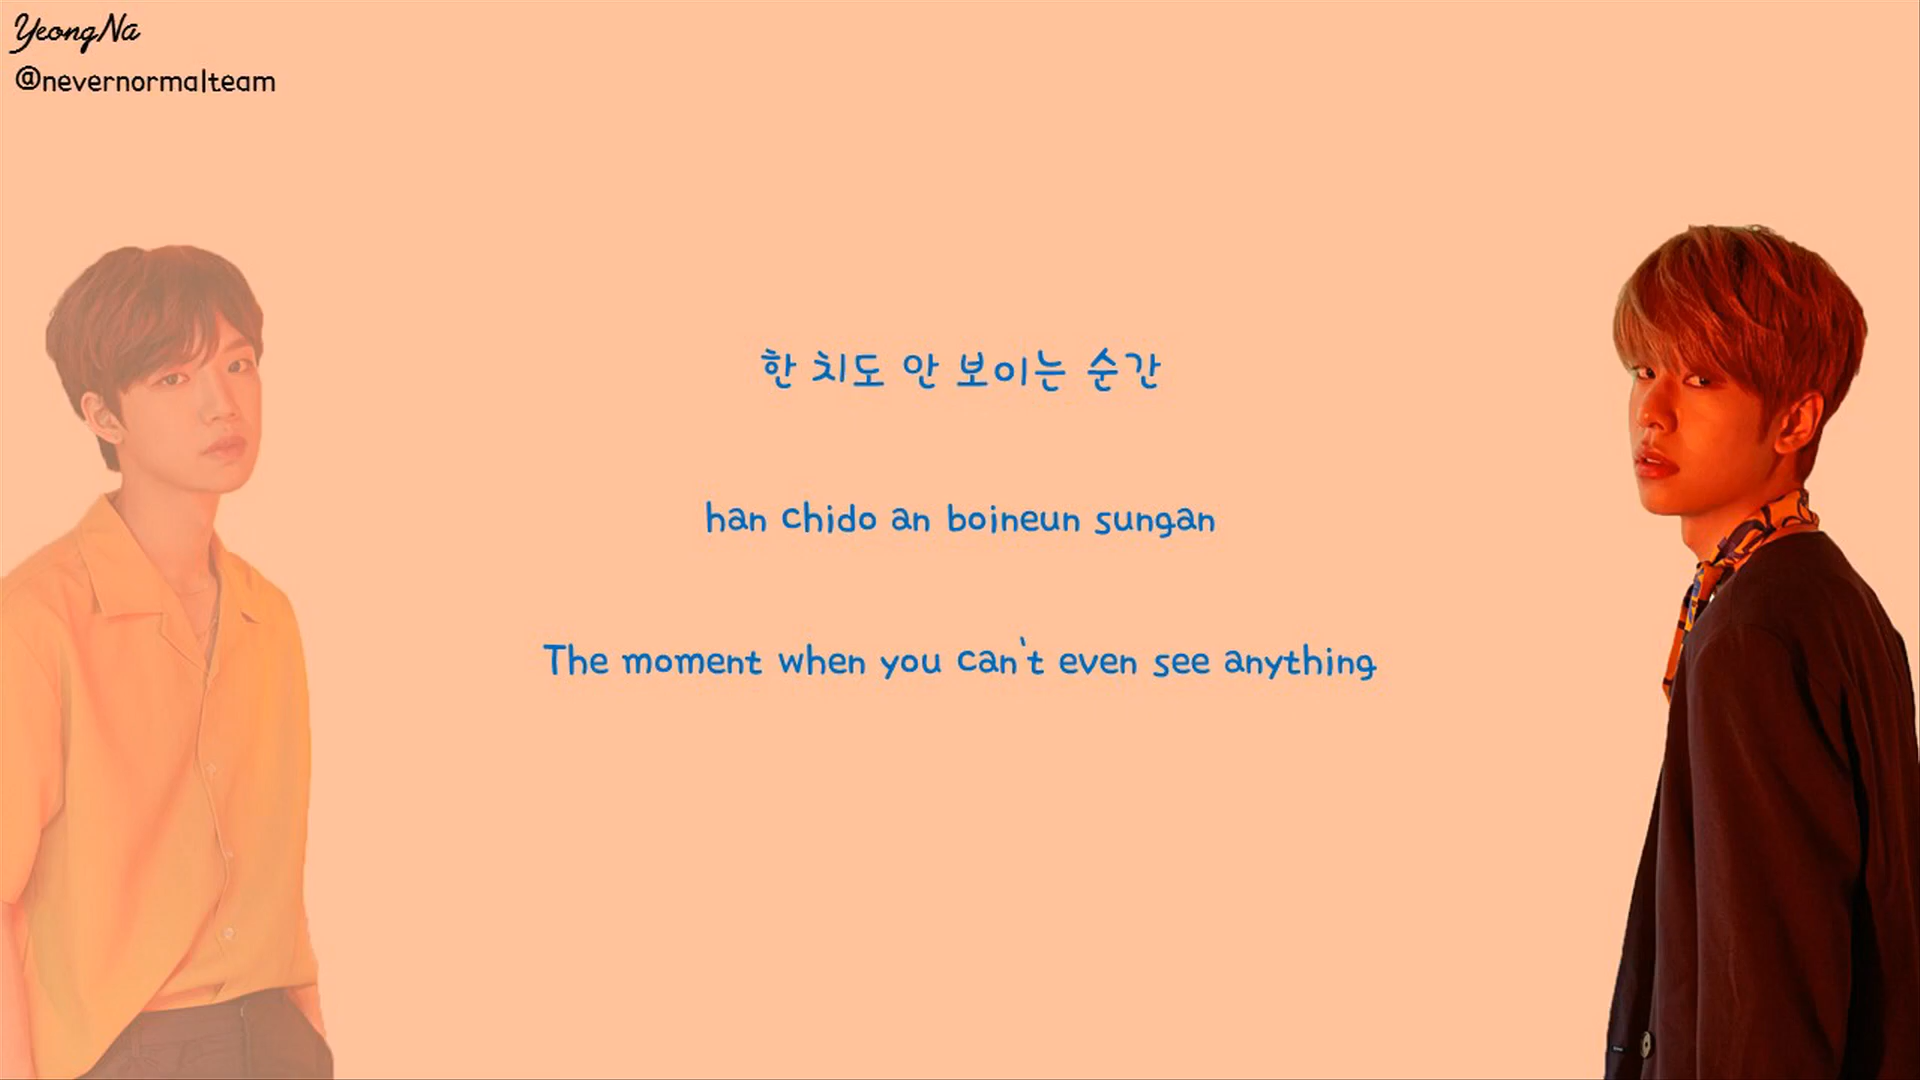 YeongNa
@nevernormalteam
한 치도 안 보이는 순간
han chido an boineun sungan
The moment when you can't even see anything